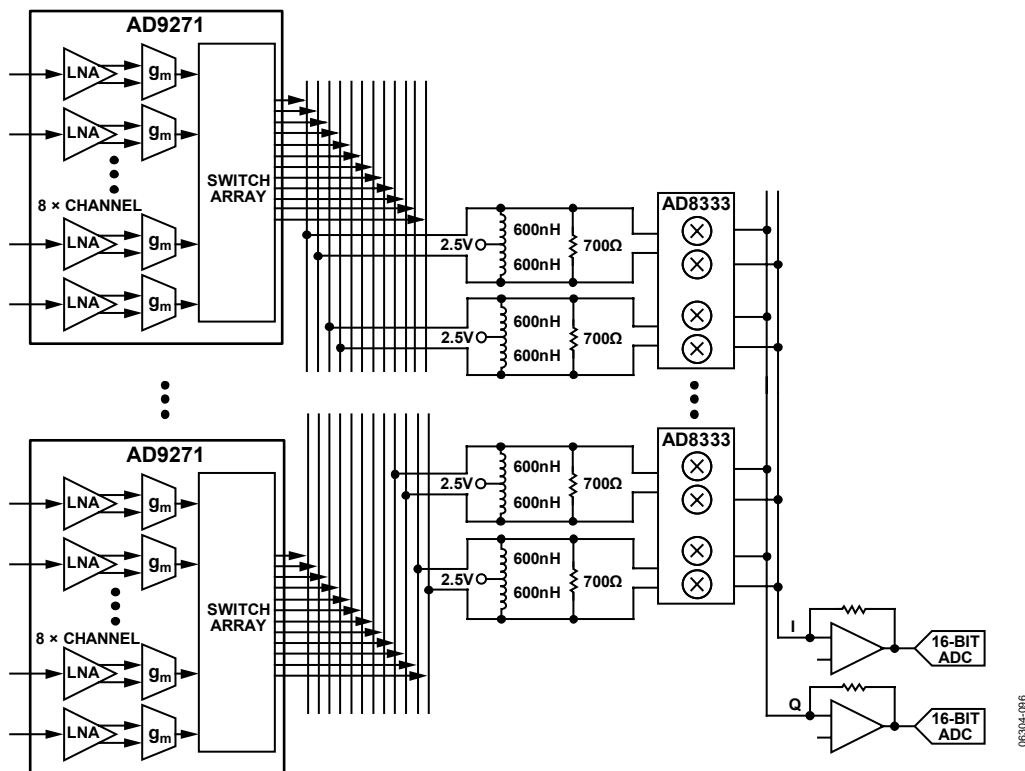 AD9271
LNA
gm
LNA
gm
8 × CHANNEL
LNA
gm
LNA
gm
SWITCH
ARRAY
2.5V
600nH
600nH
700Ω
2.5V
600nH
600nH
700Ω
AD8333
AD9271
LNA
gm
LNA
gm
8 × CHANNEL
LNA
gm
LNA
gm
SWITCH
ARRAY
2.5V
600nH
600nH
700Ω
2.5V
600nH
600nH
700Ω
AD8333
I
16-BIT
ADC
Q
16-BIT
ADC
06304-096